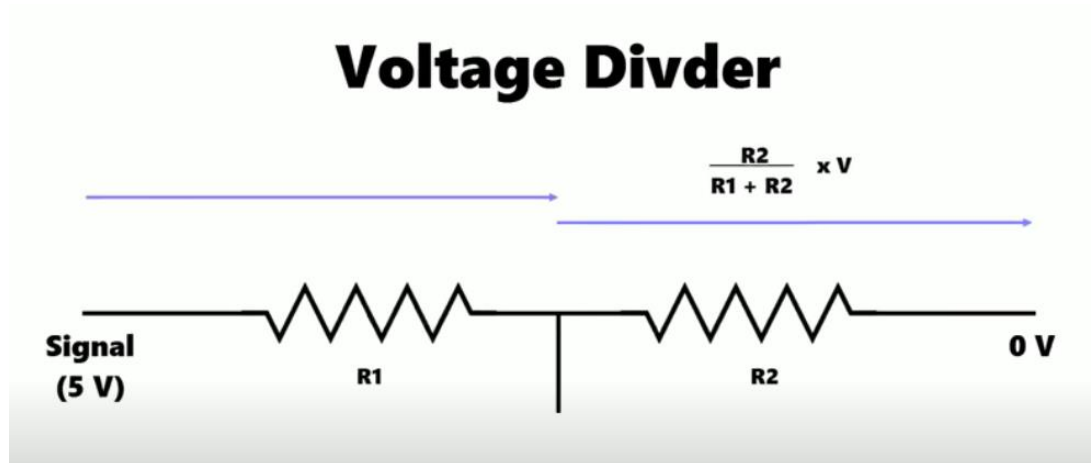 Voltage Divder
R2
R1 + R2
x V
Signal
(5 V)
R1
R2
0 V